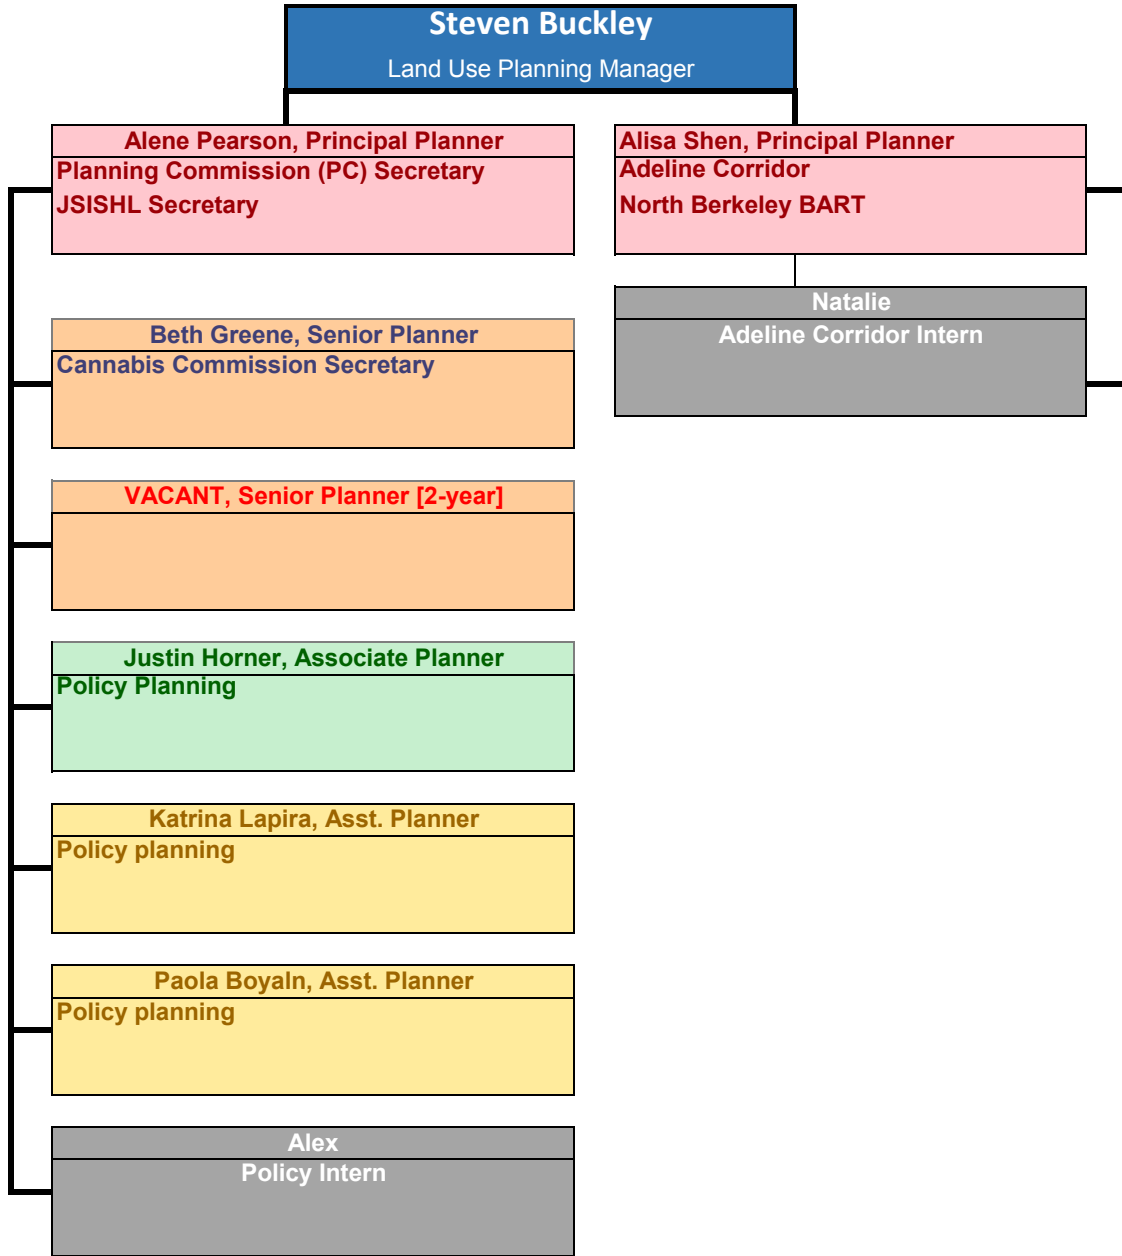 Steven Buckley
Land Use Planning Manager
Alene Pearson, Principal Planner
Planning Commission (PC) Secretary
JSISHL Secretary
Alisa Shen, Principal Planner
Adeline Corridor
North Berkeley BART
Natalie
Adeline Corridor Intern
Beth Greene, Senior Planner
Cannabis Commission Secretary
VACANT, Senior Planner [2-year]
Justin Horner, Associate Planner
Policy Planning
Katrina Lapira, Asst. Planner
Policy planning
Paola Boyaln, Asst. Planner
Policy planning
Alex
Policy Intern